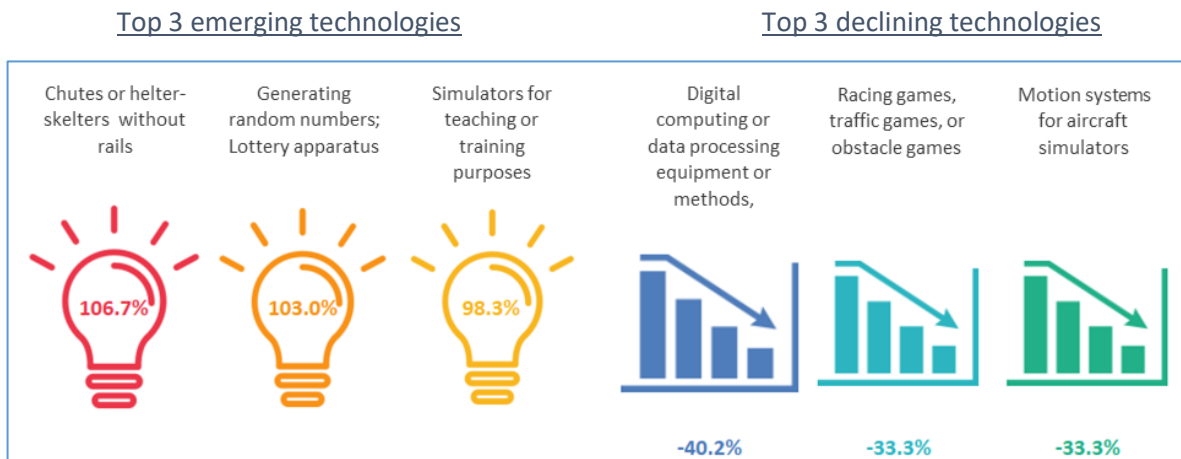 Top 3 emerging technologies
Top 3 declining technologies
Chutes or helter-
skelters without
rails
Generating
random numbers;
Lottery apparatus
Simulators for
teaching or
training
purposes
Digital
computing or
data processing
equipment or
methods,
Racing games,
traffic games, or
obstacle games
Motion systems
for aircraft
simulators
106.7%
103.0%
98.3%
-40.2%
-33.3%
-33.3%